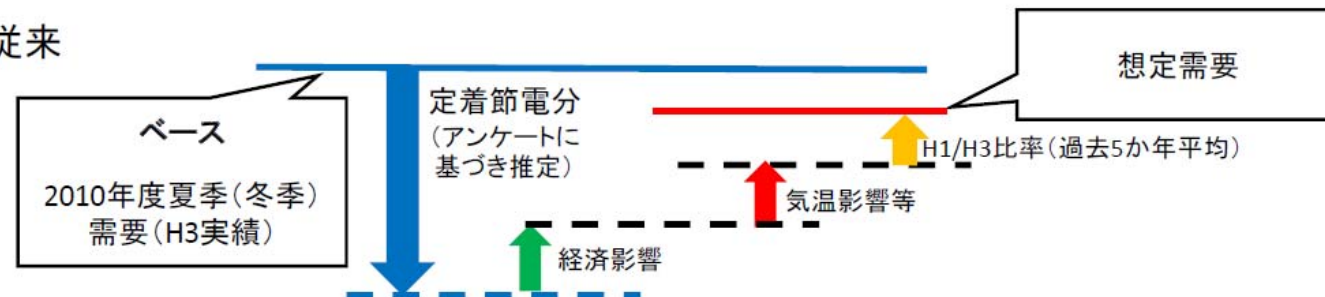 従来
ベース
2010年度夏季(冬季)
需要(H3実績)
定着節電分
(アンケートに
基づき推定)
経済影響
気温影響等
H1/H3比率(過去5か年平均)
想定需要